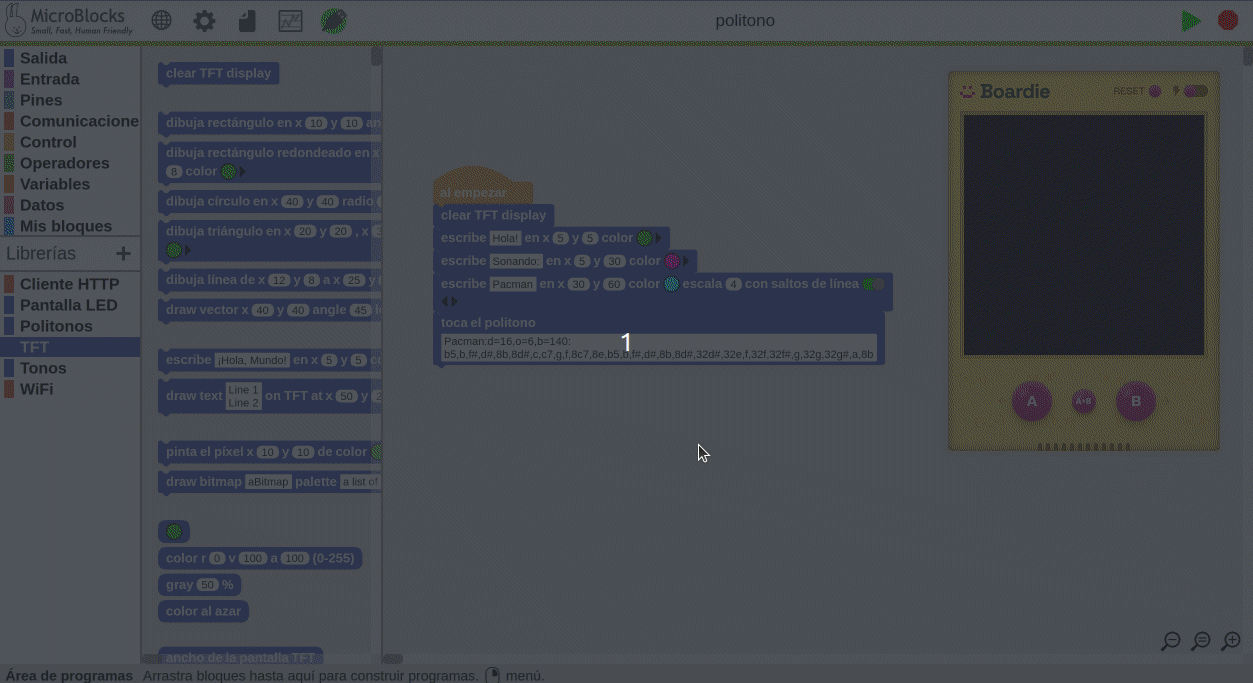 MicroBlocks
Small, Fast, Human Friendly
politono
Salida
Entrada
Pines
Comunicacione
Control
Operadores
Variables
Datos
Mis bloques
Librerías +
Cliente HTTP
Pantalla LED
Politonos
TFT
Tonos
WiFi
clear TFT display
dibuja rectángulo en x 10 y 10 an
dibuja rectángulo redondeado en x
8 color
dibuja círculo en x 40 y 40 radio
dibuja triángulo en x 20 y 20 , x
dibuja línea de x 12 y 8 a x 25 y
draw vector x 40 y 40 angle 45
escribe ¡Hola, Mundo! en x 5 y 5 co
draw text Line 1
Line 2 on TFT at x 50 y
pinta el píxel x 10 y 10 de color
draw bitmap aBitmap palette a list of
color r 0 v 100 a 100 (0-255)
gray 50 %
color al azar
ancho de la pantalla TFT
al empezar
clear TFT display
escribe Hola! en x 5 y 5 color
escribe Sonando: en x 5 y 30 color
escribe Pacman en x 30 y 60 color escala 4 con saltos de línea
toca el politono
Pacman:d=16,o=6,b=140:
b5,b,f#,d#,8b,8d#,c,c7,g,f,8c7,8e,b5,b,f#,d#,8b,8d#,32d#,32e,f,32f,32f#,g,32g,32g#,a,8b
1
Boardie
RESET
A
A+B
B
Área de programas Arrastra bloques hasta aquí para construir programas. menú.